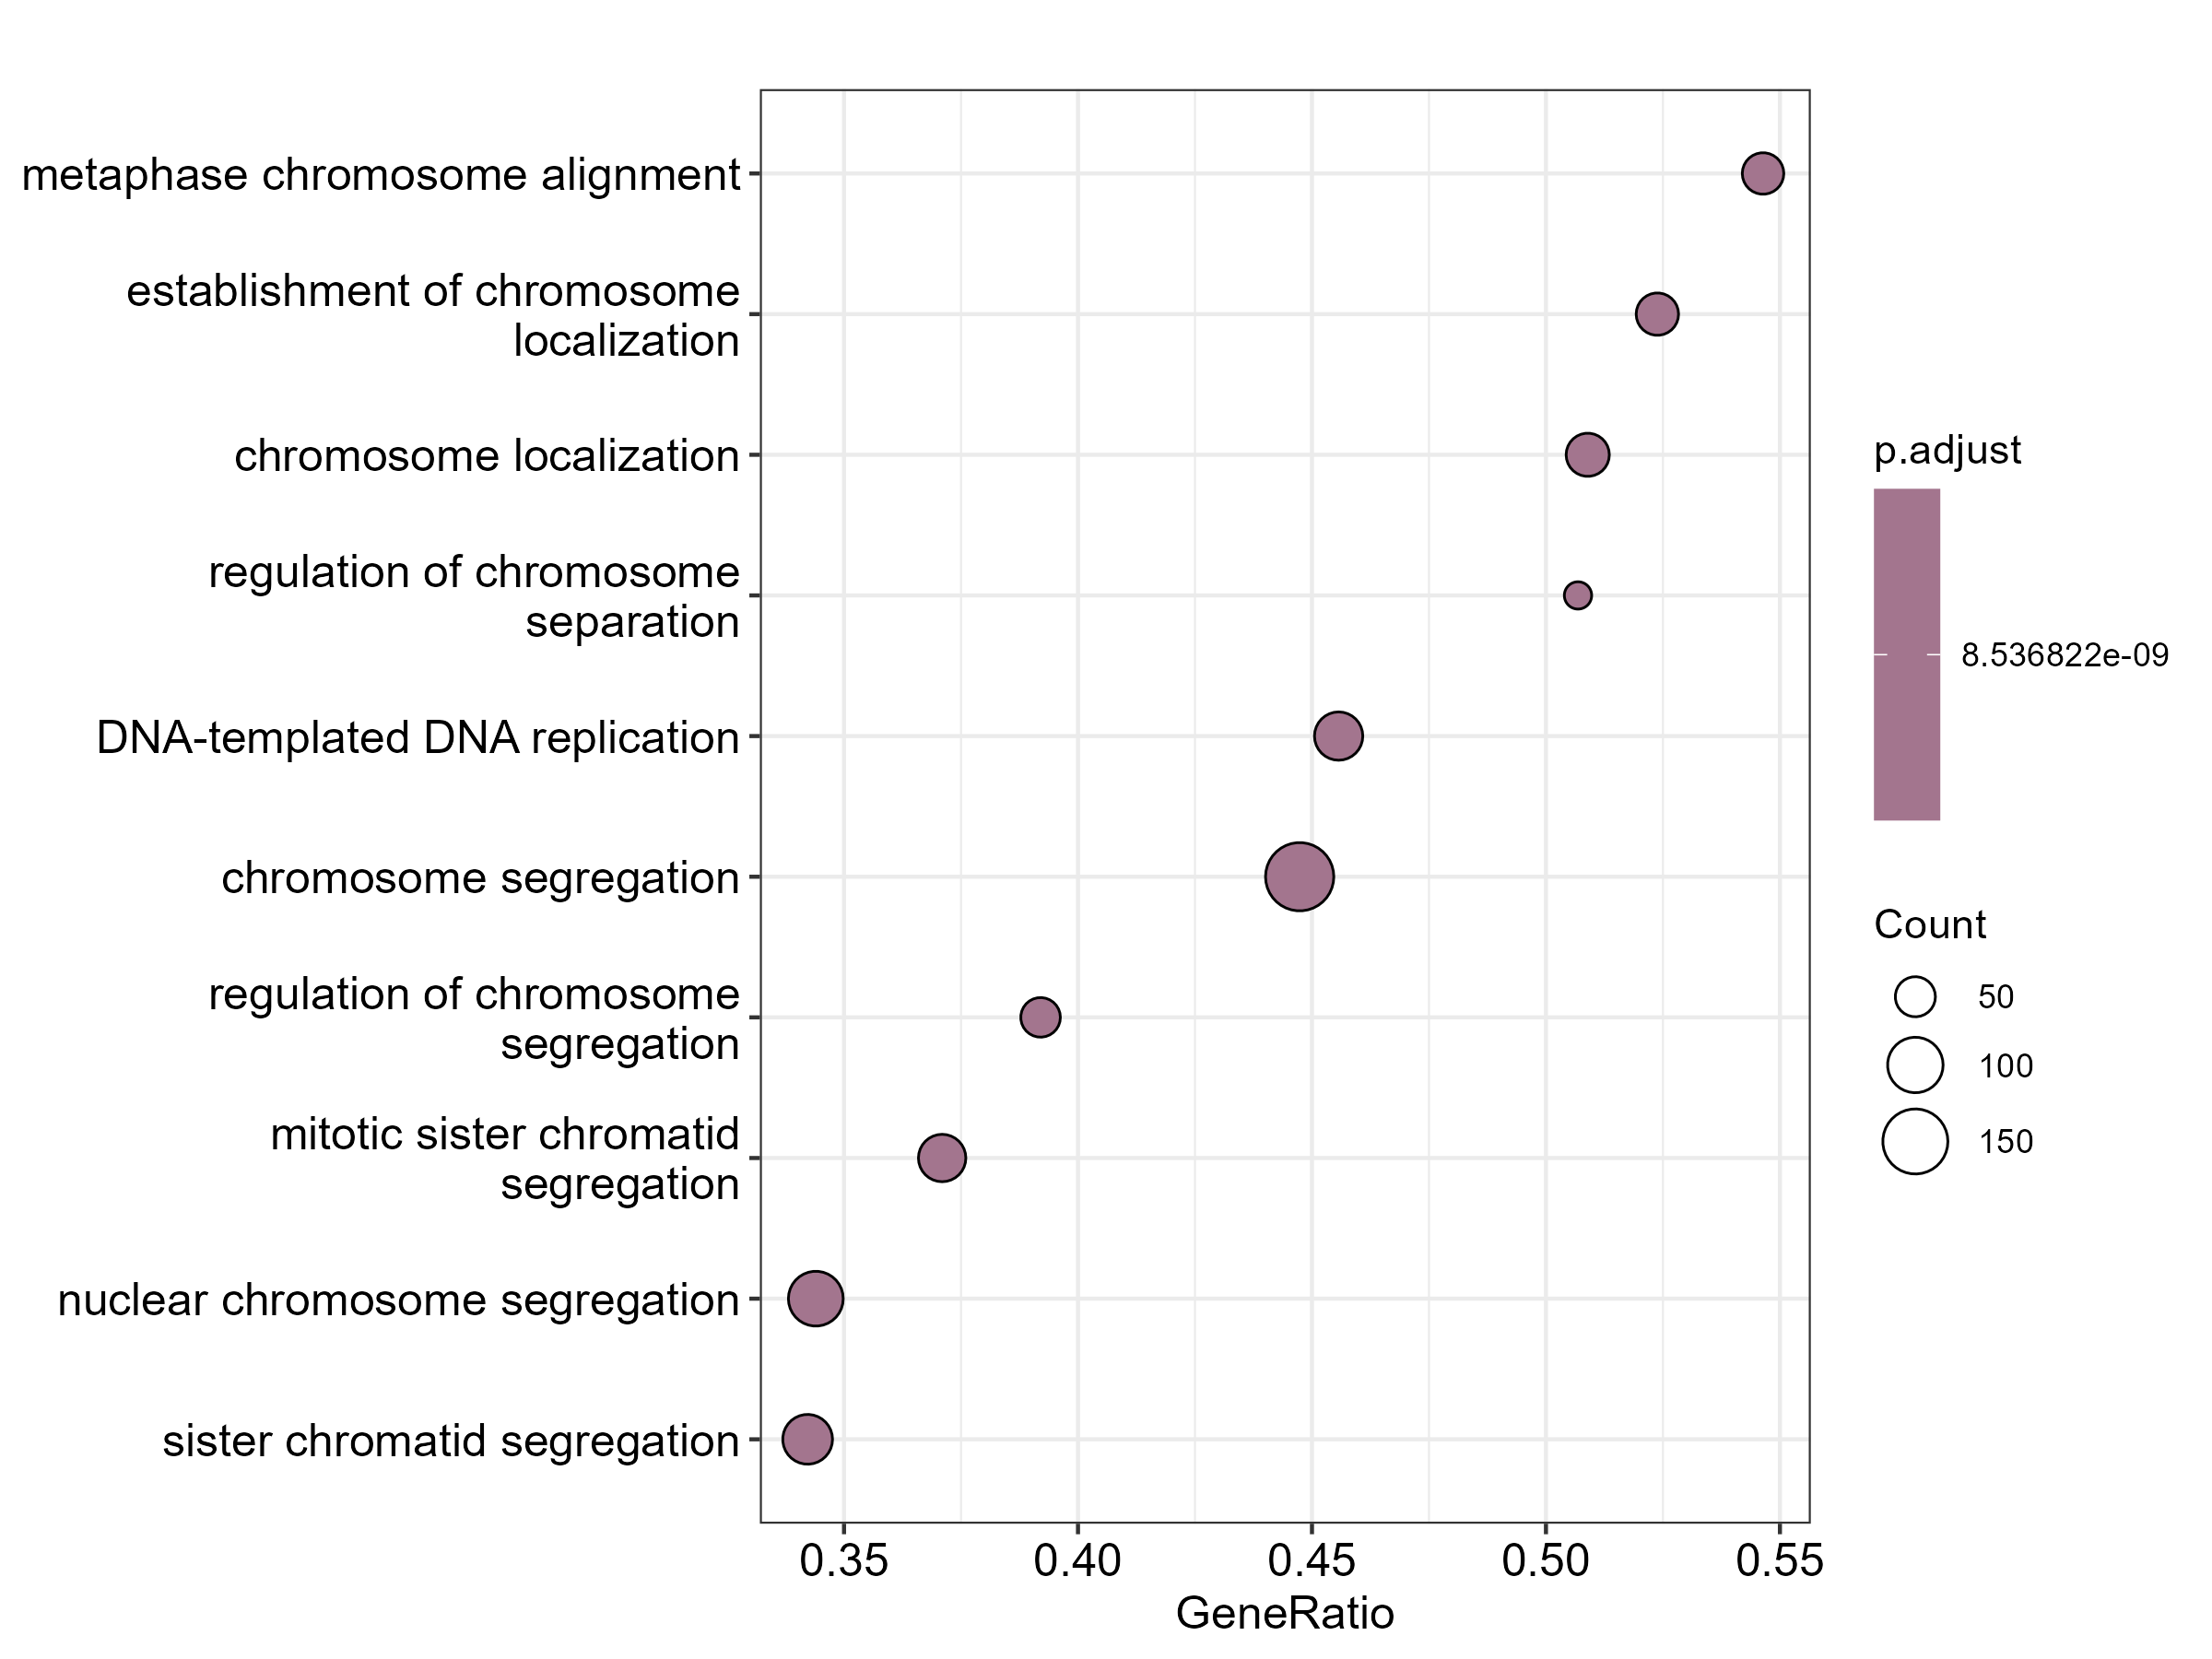 metaphase chromosome alignment
establishment of chromosome
localization
chromosome localization
regulation of chromosome
separation
DNA-templated DNA replication
chromosome segregation
regulation of chromosome
segregation
mitotic sister chromatid
segregation
nuclear chromosome segregation
sister chromatid segregation
0.35
0.40
0.45
0.50
0.55
GeneRatio
p.adjust
8.536822e-09
Count
50
100
150